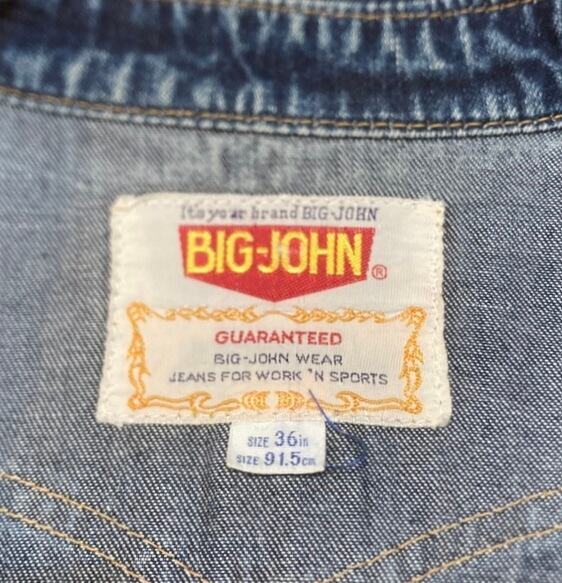 It's your brand BIG-JOHN
BIG-JOHN®
GUARANTEED
BIG-JOHN WEAR
JEANS FOR WORK 'N SPORTS
SIZE 36in
SIZE 91.5cm